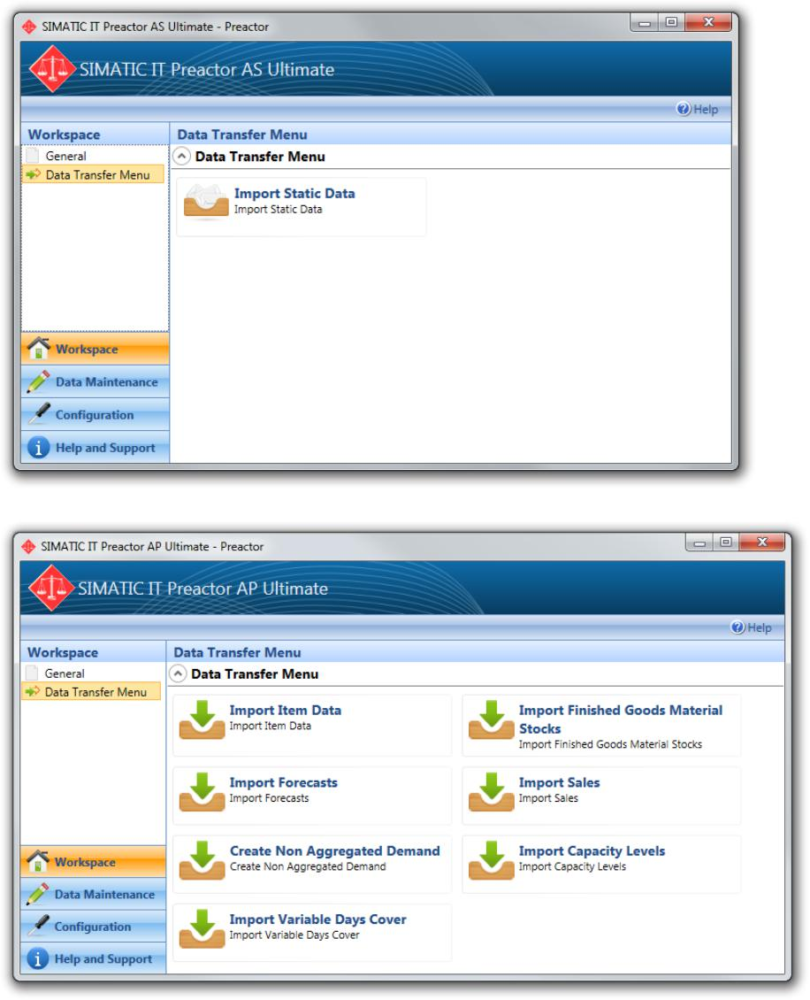 SIMATIC IT Preactor AS Ultimate - Preactor
SIMATIC IT Preactor AS Ultimate
Help
Workspace
General
Data Transfer Menu
Workspace
Data Maintenance
Configuration
Help and Support
Data Transfer Menu
Data Transfer Menu
Import Static Data
Import Static Data
SIMATIC IT Preactor AP Ultimate - Preactor
SIMATIC IT Preactor AP Ultimate
Help
Workspace
General
Data Transfer Menu
Workspace
Data Maintenance
Configuration
Help and Support
Data Transfer Menu
Data Transfer Menu
Import Item Data
Import Item Data
Import Finished Goods Material
Stocks
Import Finished Goods Material Stocks
Import Forecasts
Import Forecasts
Import Sales
Import Sales
Create Non Aggregated Demand
Create Non Aggregated Demand
Import Capacity Levels
Import Capacity Levels
Import Variable Days Cover
Import Variable Days Cover